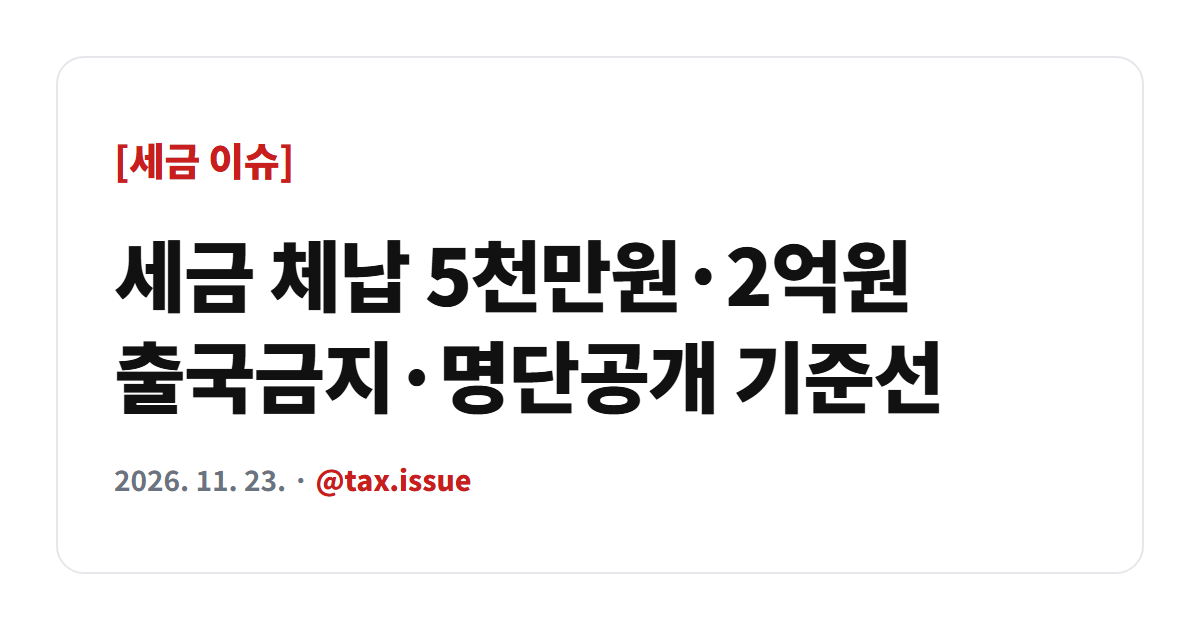 [세금 이슈]
세금 체납 5천만원·2억원
출국금지·명단공개 기준선
2026. 11. 23. · @tax.issue